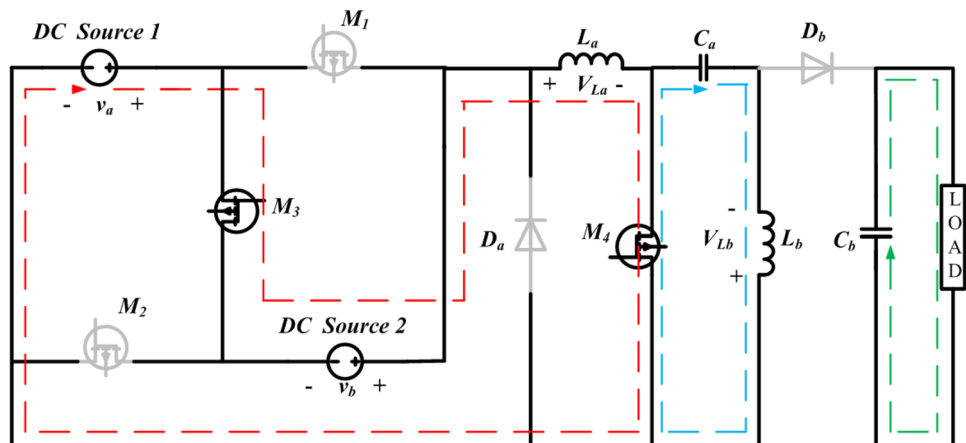 DC Source 1
M1
La
Ca
Db
- va +
+ VLa -
M3
Da
M4
-
VLb
+
Lb
Cb
LOAD
M2
DC Source 2
- vb +